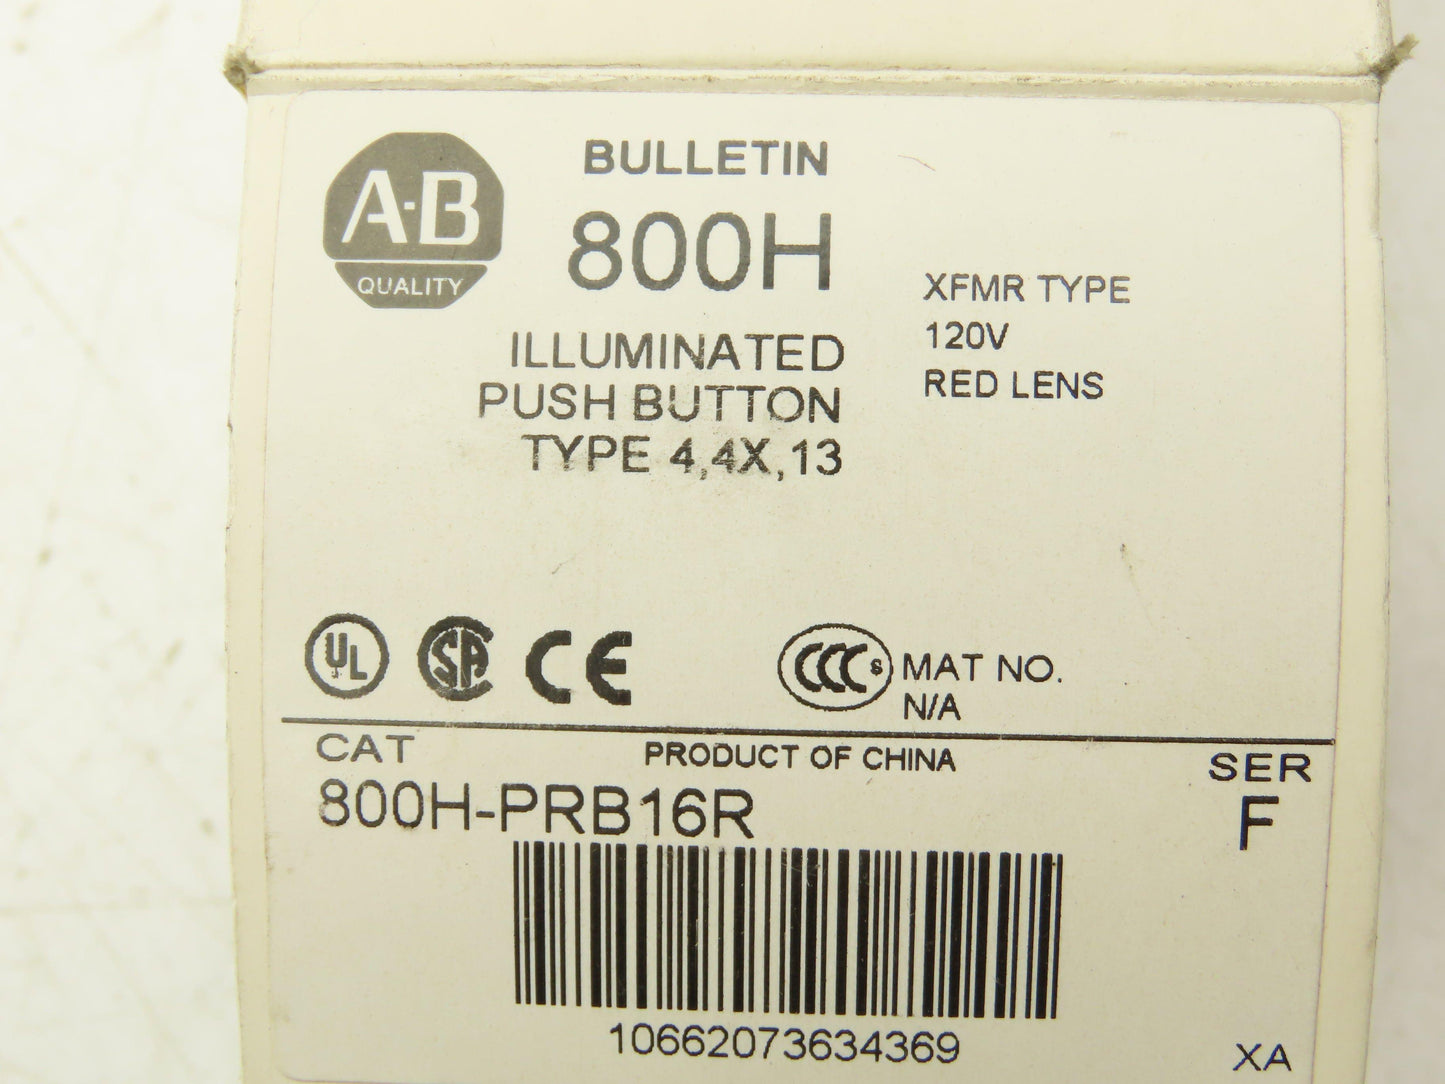 A-B
QUALITY
BULLETIN
800H
ILLUMINATED
PUSH BUTTON
TYPE 4,4X,13
XFMR TYPE
120V
RED LENS
UL
SA
CE
CCC S
MAT NO.
N/A
CAT
PRODUCT OF CHINA
SER
800H-PRB16R
F
10662073634369
XA